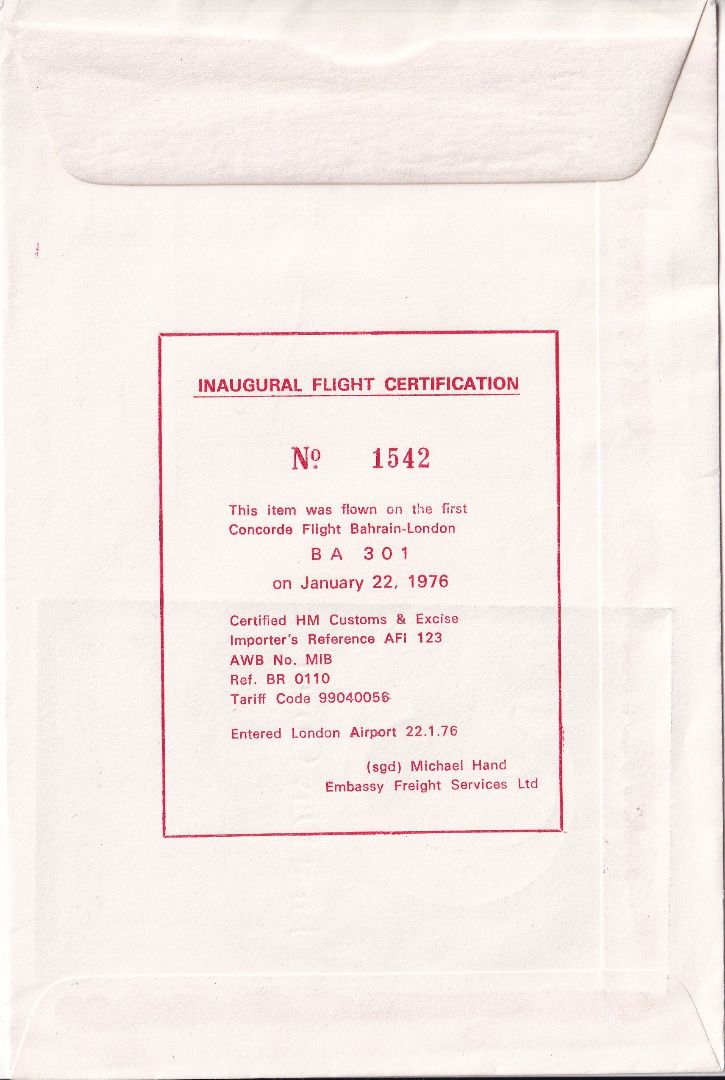 INAUGURAL FLIGHT CERTIFICATION
Nº. 1542
This item was flown on the first
Concorde Flight Bahrain-London
BA 301
on January 22, 1976
Certified HM Customs & Excise
Importer's Reference AFI 123
AWB No. MIB
Ref. BR 0110
Tariff Code 99040056
Entered London Airport 22.1.76
(sgd) Michael Hand
Embassy Freight Services Ltd